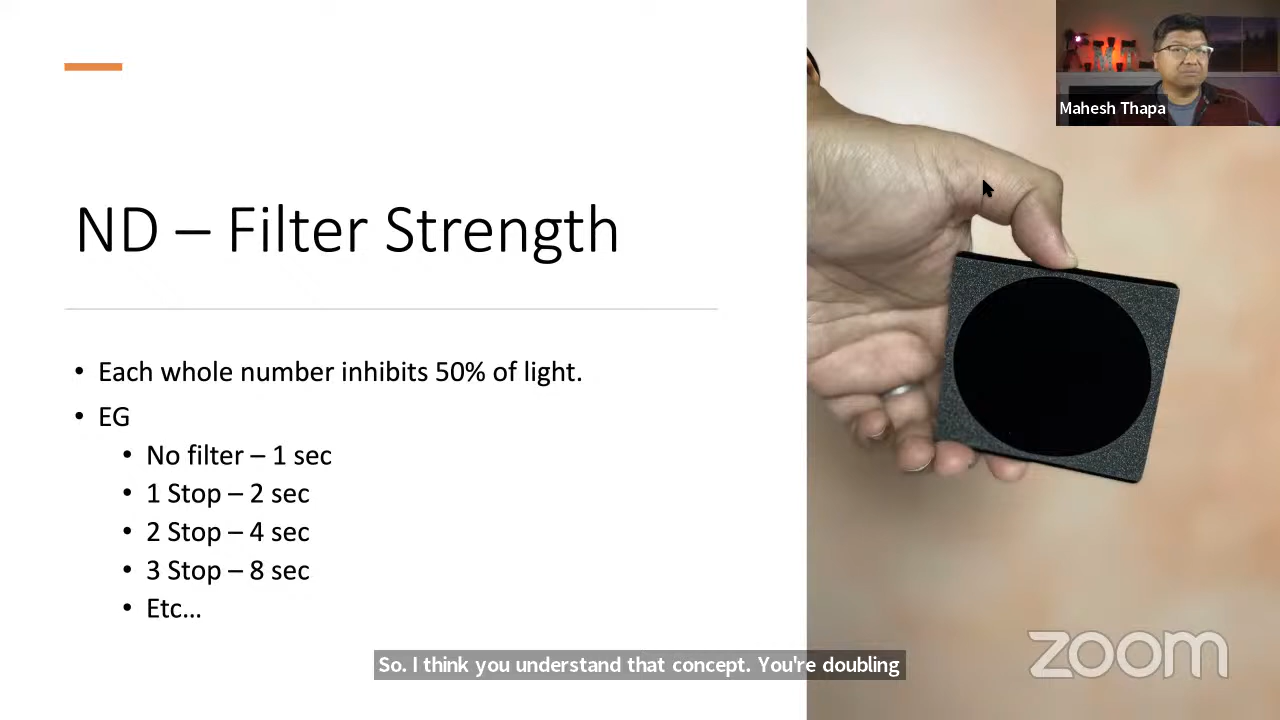 Mahesh Thapa
ND – Filter Strength
• Each whole number inhibits 50% of light.
• EG
• No filter – 1 sec
• 1 Stop – 2 sec
• 2 Stop – 4 sec
• 3 Stop – 8 sec
• Etc...
So. I think you understand that concept. You're doubling
zoom